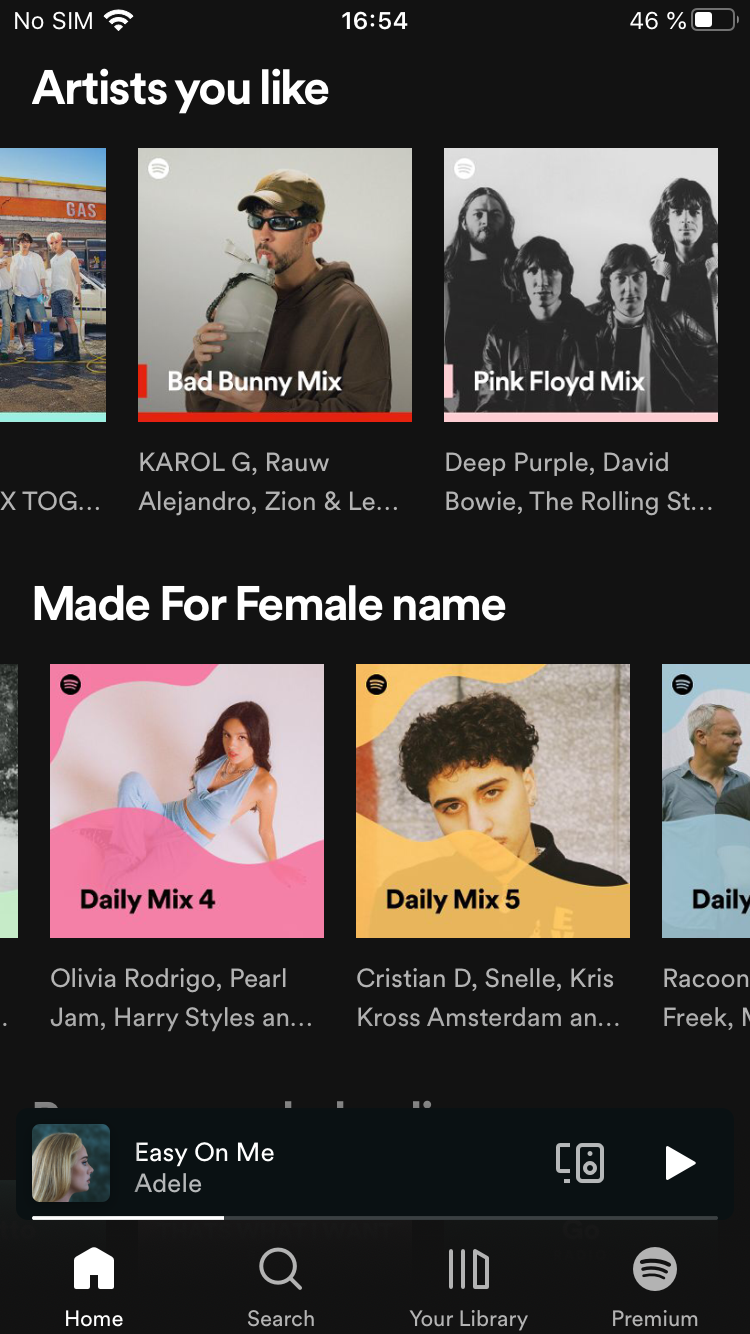 No SIM 16:54 46 %
Artists you like
GAS
Bad Bunny Mix
Pink Floyd Mix
X TOG...
KAROL G, Rauw
Alejandro, Zion & Le...
Deep Purple, David
Bowie, The Rolling St...
Made For Female name
Daily Mix 4
Daily Mix 5
Daily
Olivia Rodrigo, Pearl
Jam, Harry Styles an...
Cristian D, Snelle, Kris
Kross Amsterdam an...
Racoon
Freek, M
Easy On Me
Adele
Home
Search
Your Library
Premium